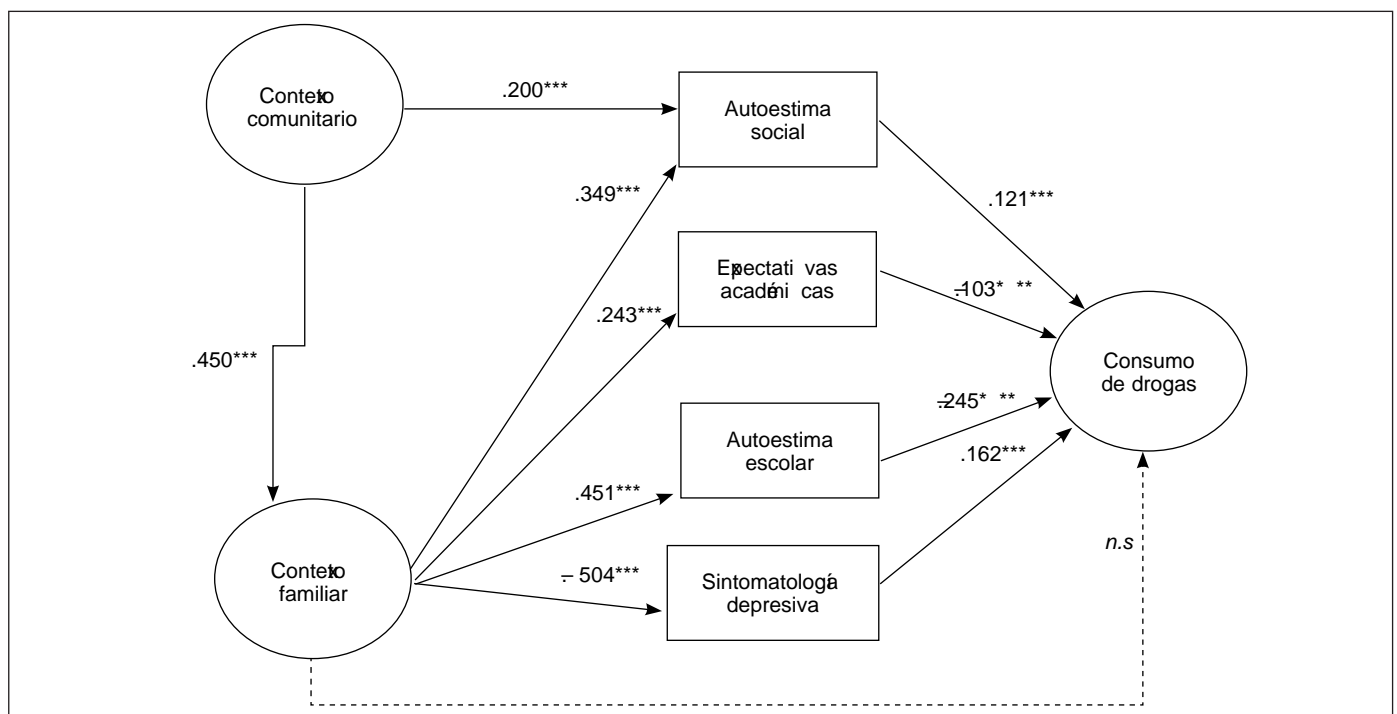 Contexto
comunitario
.200***
Autoestima
social
.349***
.121***
Expectativas
académicas
.243***
–.103***
.450***
Consumo
de drogas
Autoestima
escolar
–.245***
.162***
.451***
Contexto
familiar
–.504***
Sintomatología
depresiva
n.s